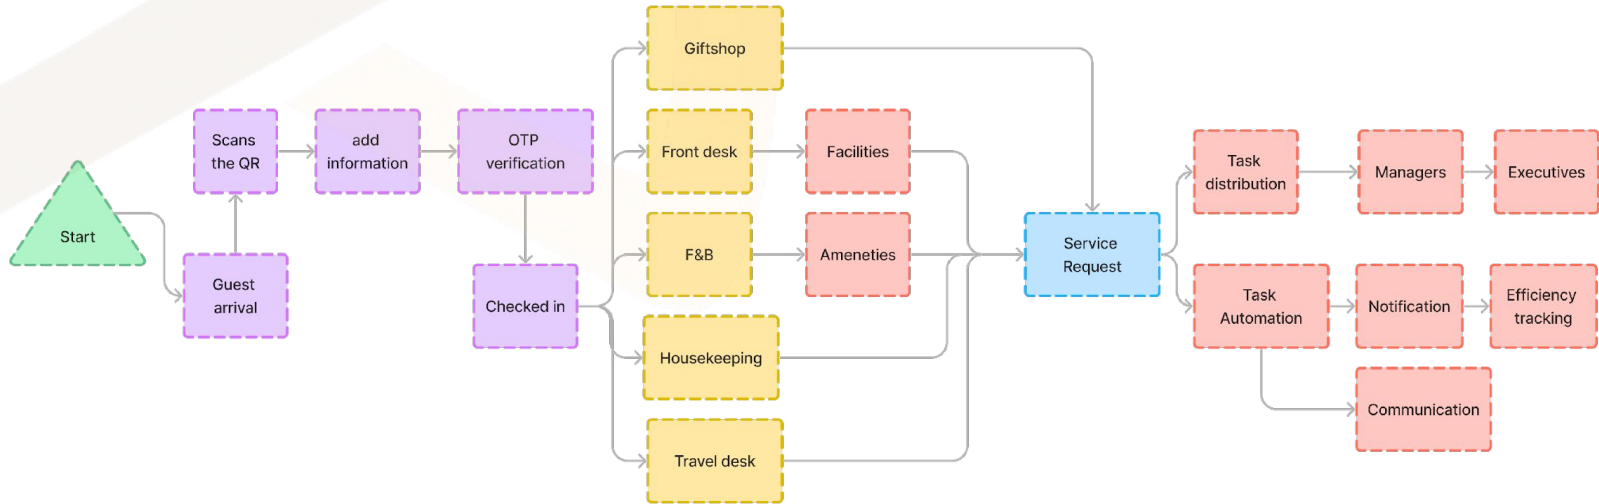 Start
Guest
arrival
Scans
the QR
add
information
OTP
verification
Checked in
Giftshop
Front desk
F&B
Housekeeping
Travel desk
Facilities
Ameneties
Service
Request
Task
distribution
Managers
Executives
Task
Automation
Notification
Efficiency
tracking
Communication